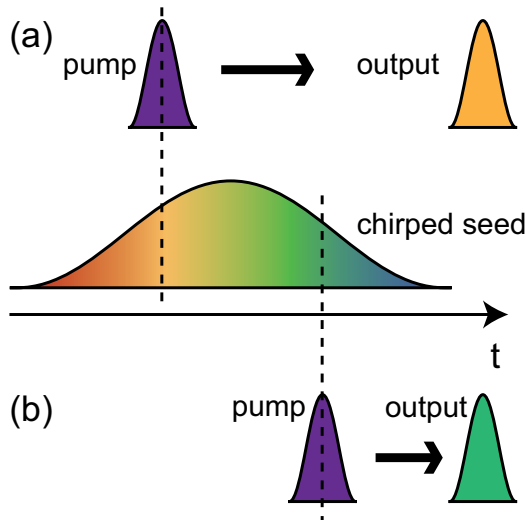 (a)
pump
output
chirped seed
t
(b)
pump
output